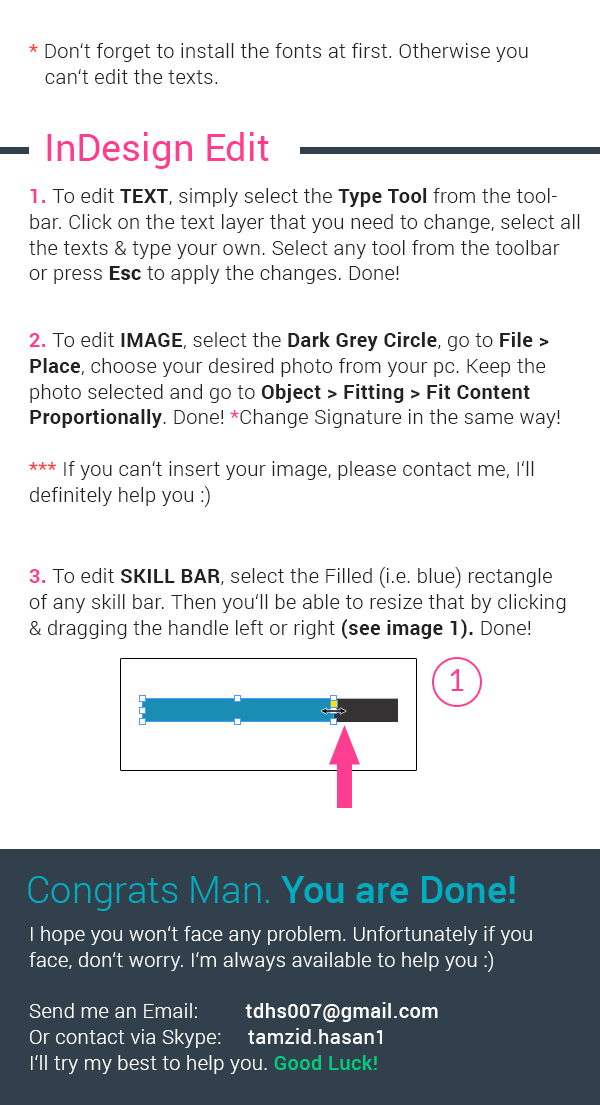 * Don‘t forget to install the fonts at first. Otherwise you
can‘t edit the texts.
InDesign Edit
1. To edit TEXT, simply select the Type Tool from the tool-
bar. Click on the text layer that you need to change, select all
the texts & type your own. Select any tool from the toolbar
or press Esc to apply the changes. Done!
2. To edit IMAGE, select the Dark Grey Circle, go to File >
Place, choose your desired photo from your pc. Keep the
photo selected and go to Object > Fitting > Fit Content
Proportionally. Done! *Change Signature in the same way!
*** If you can‘t insert your image, please contact me, I‘ll
definitely help you :)
3. To edit SKILL BAR, select the Filled (i.e. blue) rectangle
of any skill bar. Then you‘ll be able to resize that by clicking
& dragging the handle left or right (see image 1). Done!
1
Congrats Man. You are Done!
I hope you won‘t face any problem. Unfortunately if you
face, don‘t worry. I‘m always available to help you :)
Send me an Email: tdhs007@gmail.com
Or contact via Skype: tamzid.hasan1
I‘ll try my best to help you. Good Luck!